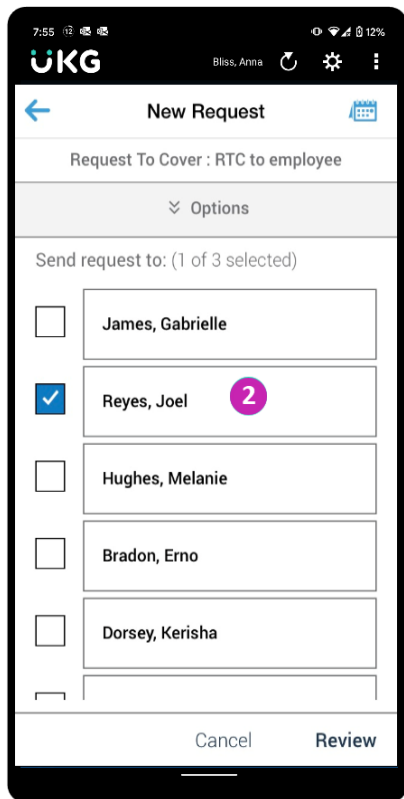 7:55 12 12%
UKG Bliss, Anna
New Request
Request To Cover : RTC to employee
Options
Send request to: (1 of 3 selected)
James, Gabrielle
Reyes, Joel 2
Hughes, Melanie
Bradon, Erno
Dorsey, Kerisha
Cancel Review